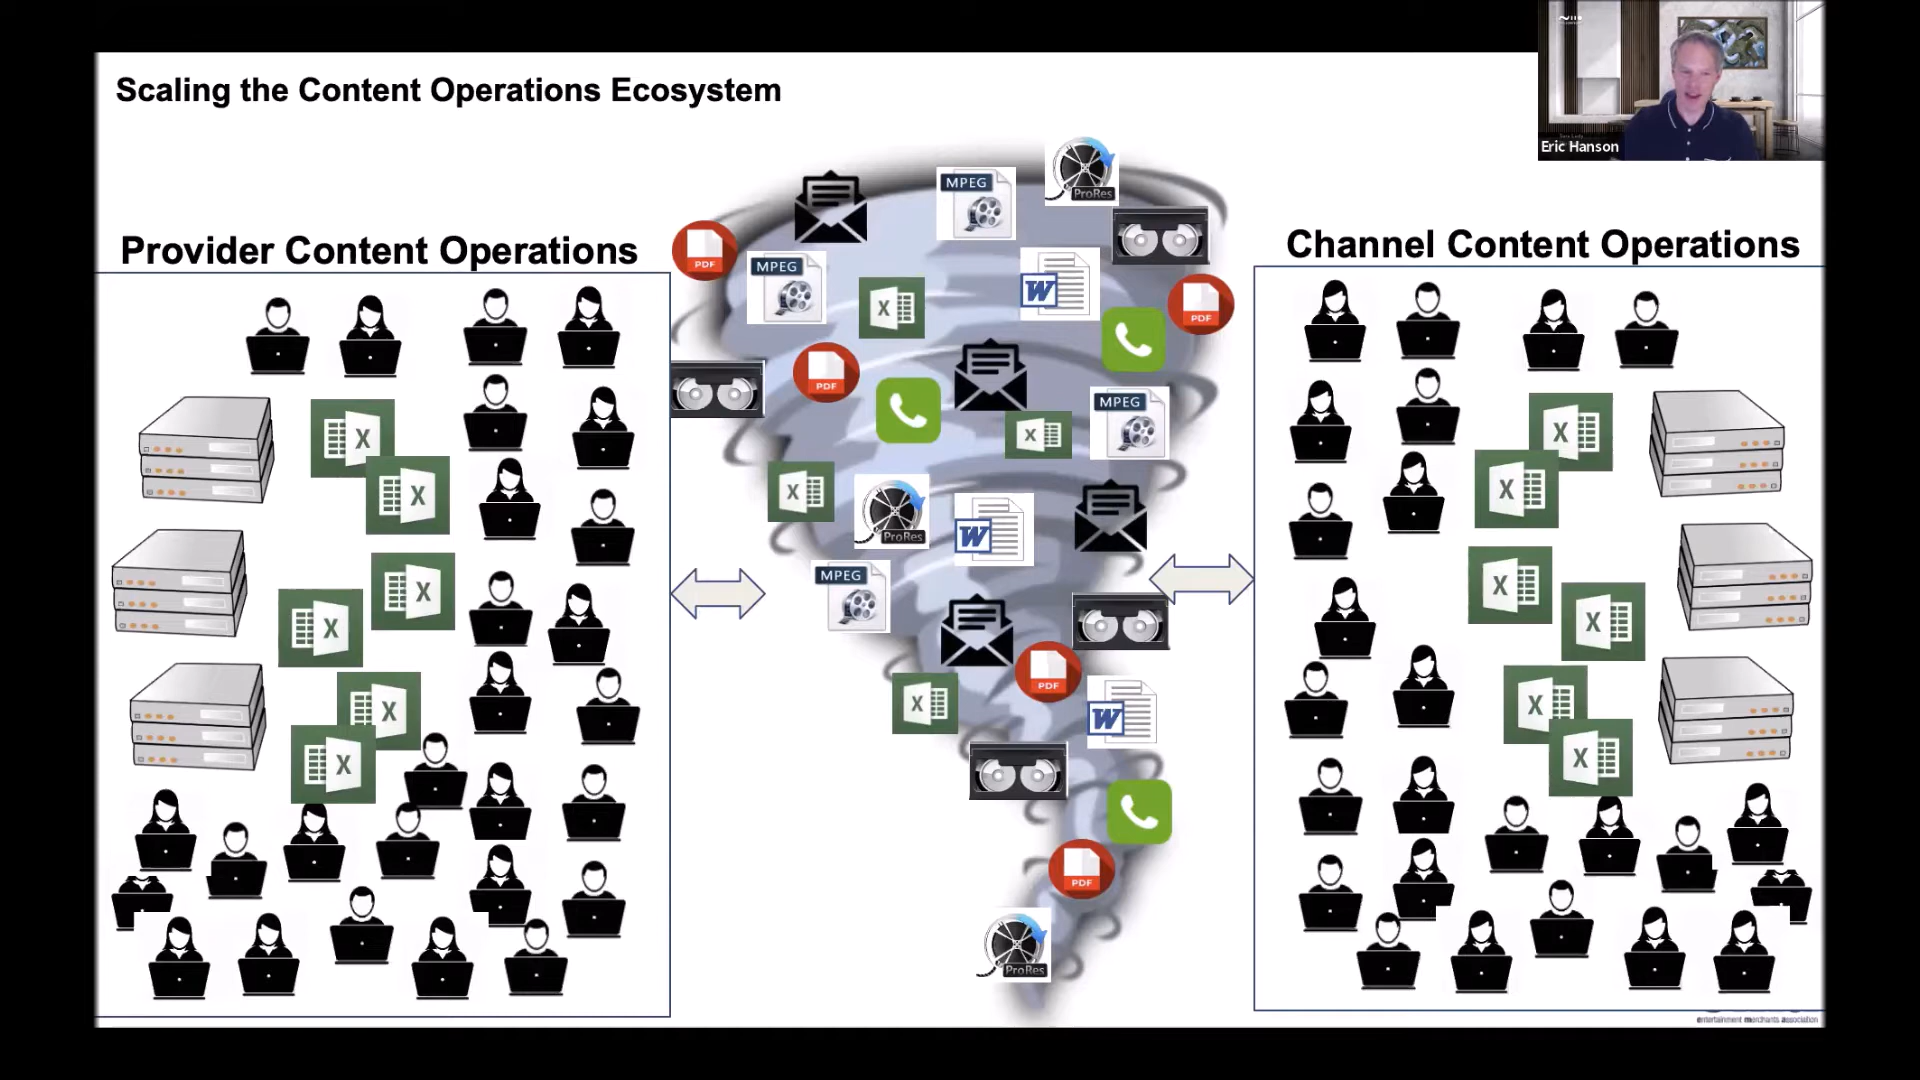 Scaling the Content Operations Ecosystem
Eric Hanson
Provider Content Operations
Channel Content Operations
MPEG
ProRes
PDF
MPEG
X
W
PDF
PDF
X
MPEG
X
ProRes
W
MPEG
PDF
X
W
PDF
ProRes
X
X
X
X
X
X
X
X
X
X
X
X
entertainment merchants association